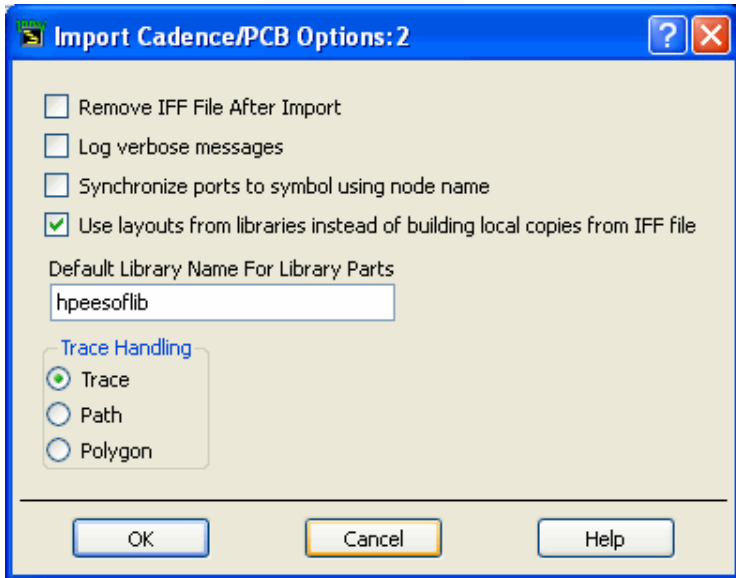 Import Cadence/PCB Options:2
Remove IFF File After Import
Log verbose messages
Synchronize ports to symbol using node name
Use layouts from libraries instead of building local copies from IFF file
Default Library Name For Library Parts
hpeesoflib
Trace Handling
Trace
Path
Polygon
OK Cancel Help